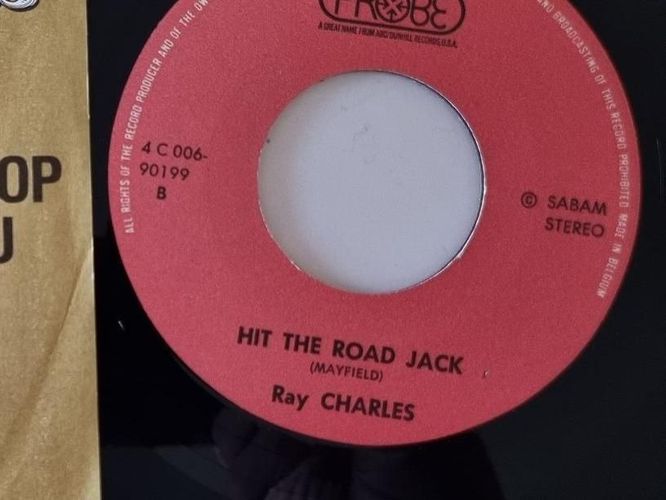 PROBE
A GREAT NAME FROM ABC/DUNHILL RECORDS, U.S.A.
ALL RIGHTS OF THE RECORD PRODUCER AND OF THE OW
ND BROADCASTING OF THIS RECORD PROHIBITED MADE IN BELGIUM
4 C 006-
90199
B
© SABAM
STEREO
OP
U
HIT THE ROAD JACK
(MAYFIELD)
Ray CHARLES